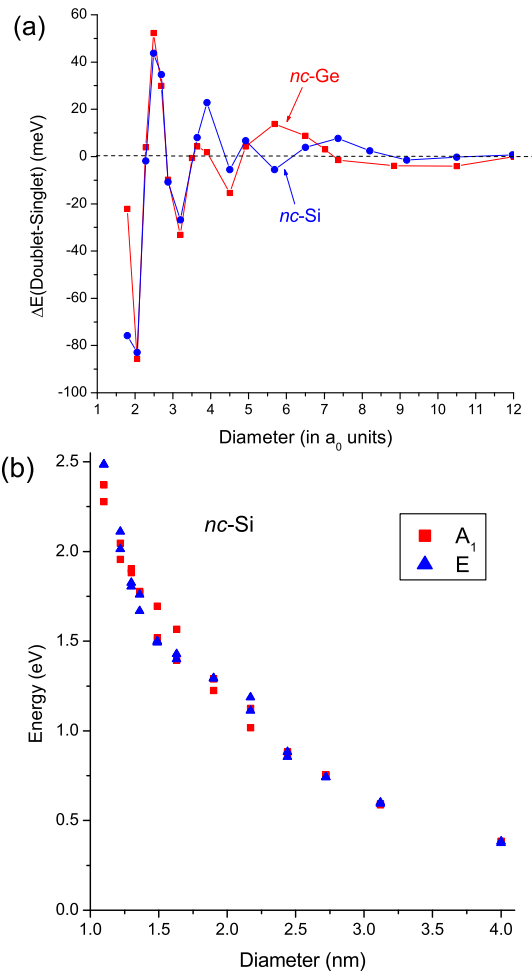 (a)
60
40
20
0
-20
-40
-60
-80
-100
ΔE(Doublet-Singlet) (meV)
nc-Ge
nc-Si
1 2 3 4 5 6 7 8 9 10 11 12
Diameter (in a₀ units)
(b)
2.5
2.0
1.5
1.0
0.5
0.0
Energy (eV)
nc-Si
A₁
E
1.0 1.5 2.0 2.5 3.0 3.5 4.0
Diameter (nm)